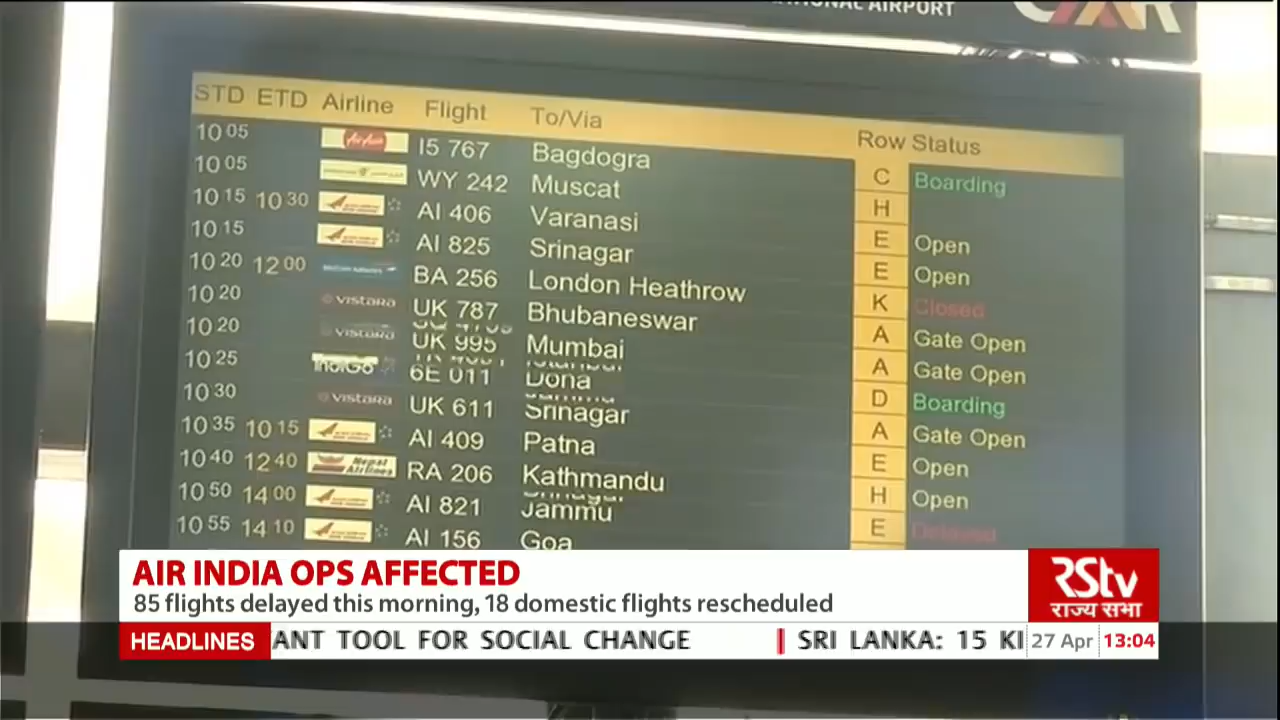 NATIONAL AIRPORT
STD ETD Airline Flight To/Via Row Status
10 05 AirAsia I5 767 Bagdogra C Boarding
10 05 WY 242 Muscat H
10 15 10 30 AI 406 Varanasi E Open
10 15 AI 825 Srinagar E Open
10 20 12 00 BA 256 London Heathrow K Closed
10 20 VISTARA UK 787 Bhubaneswar A Gate Open
10 20 VISTARA UK 995 Mumbai A Gate Open
10 25 IndiGo 6E 011 Doha D Boarding
10 30 VISTARA UK 611 Srinagar A Gate Open
10 35 10 15 AI 409 Patna E Open
10 40 12 40 Nepal Airlines RA 206 Kathmandu H Open
10 50 14 00 AI 821 Jammu E Delayed
10 55 14 10 AI 156 Goa
AIR INDIA OPS AFFECTED
85 flights delayed this morning, 18 domestic flights rescheduled
RStv
राज्य सभा
HEADLINES ANT TOOL FOR SOCIAL CHANGE | SRI LANKA: 15 KI 27 Apr 13:04